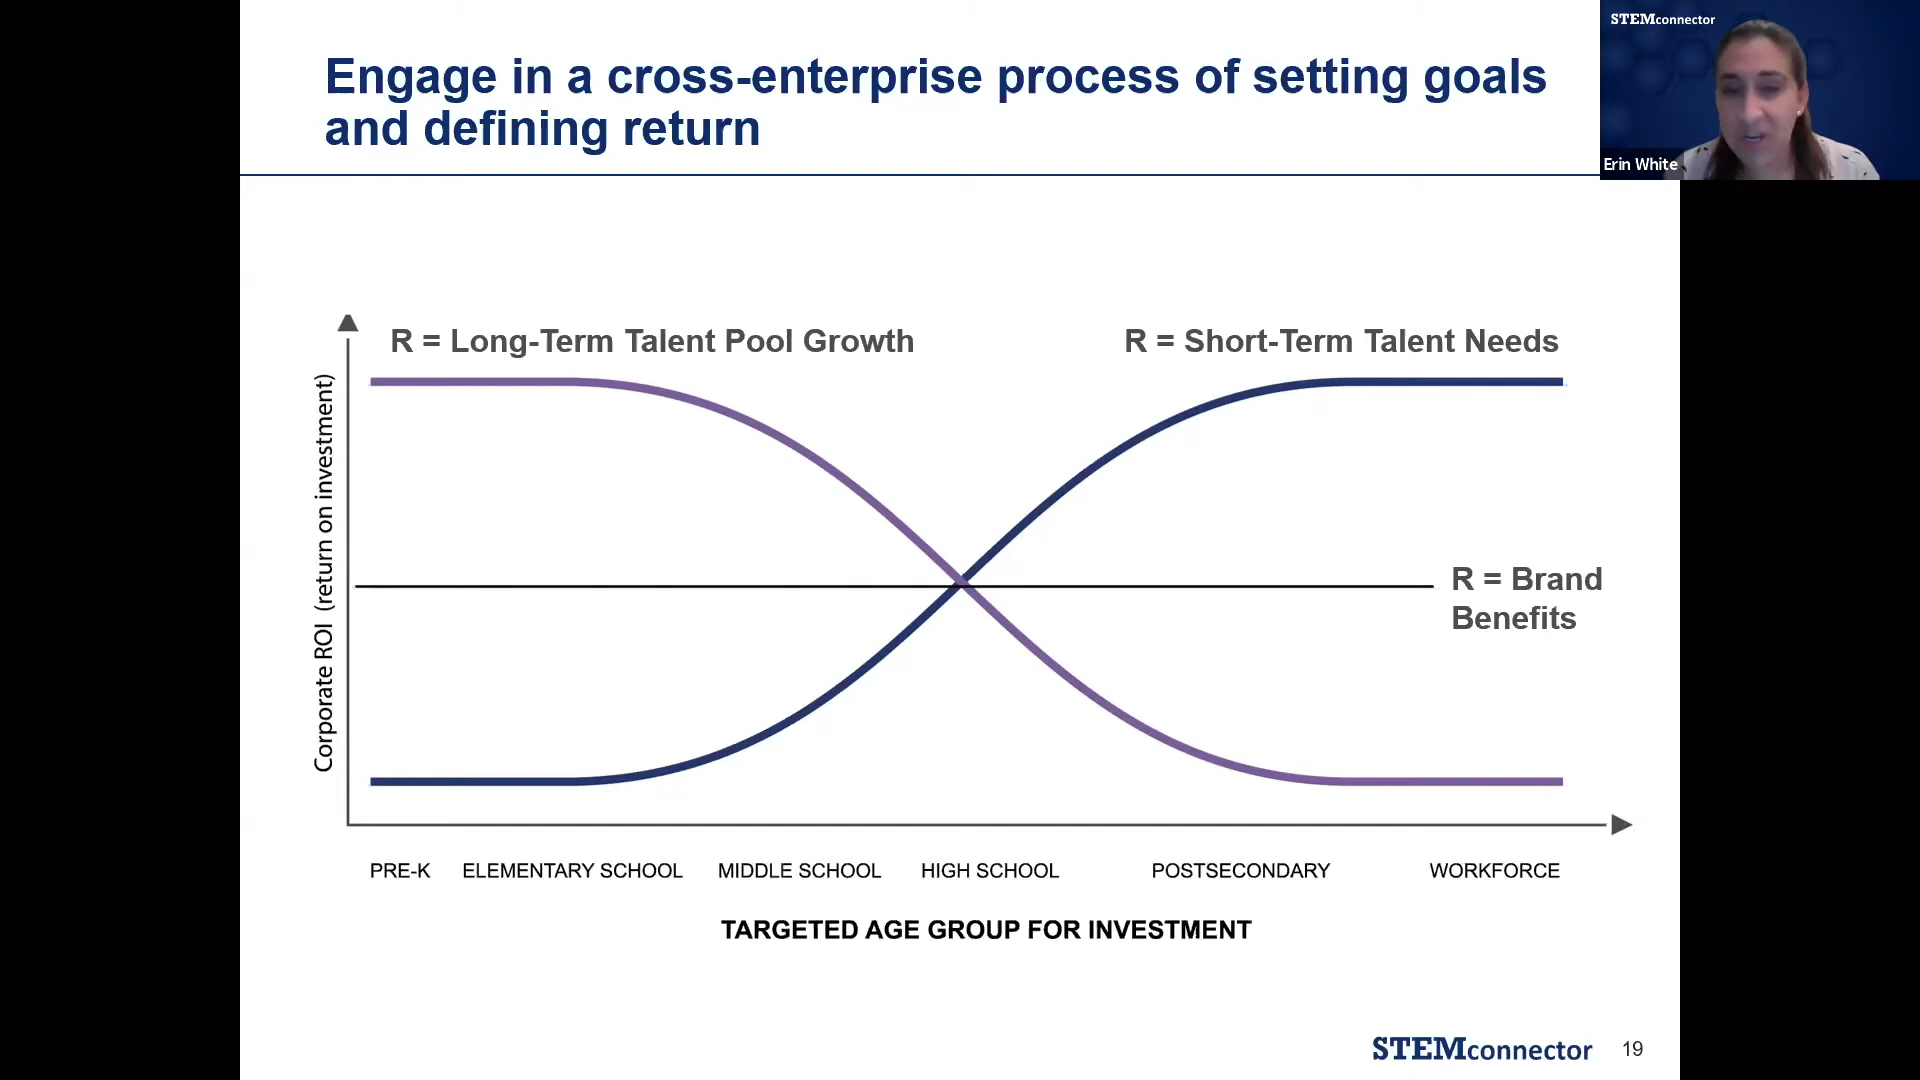 Engage in a cross-enterprise process of setting goals
and defining return
STEMconnector
Erin White
R = Long-Term Talent Pool Growth
R = Short-Term Talent Needs
Corporate ROI (return on investment)
R = Brand
Benefits
PRE-K ELEMENTARY SCHOOL MIDDLE SCHOOL HIGH SCHOOL POSTSECONDARY WORKFORCE
TARGETED AGE GROUP FOR INVESTMENT
STEMconnector 19